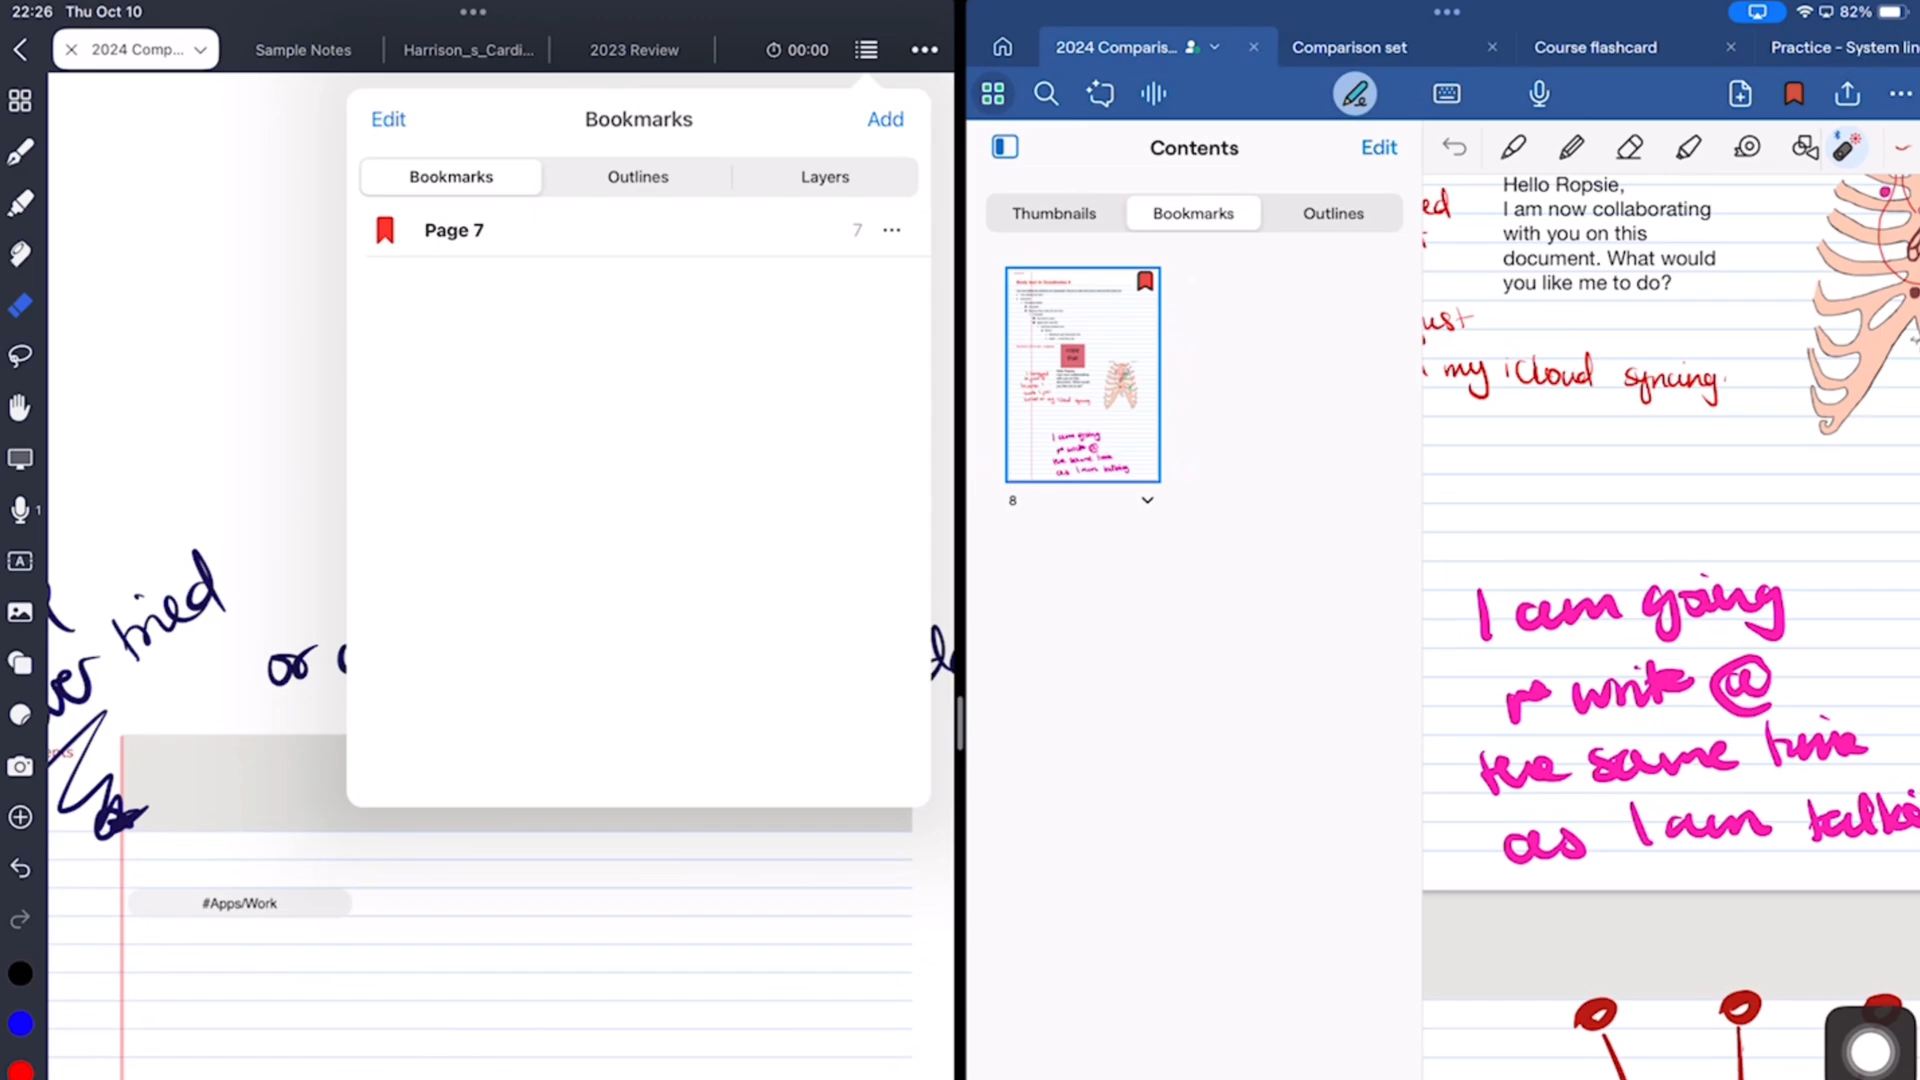 22:26 Thu Oct 10
2024 Comp...
Sample Notes
Harrison_s_Cardi...
2023 Review
00:00
Edit
Bookmarks
Add
Bookmarks
Outlines
Layers
Page 7
7
1
A
tried
or
#Apps/Work
82%
2024 Comparis...
Comparison set
Course flashcard
Practice - System lin
Contents
Edit
Thumbnails
Bookmarks
Outlines
8
Hello Ropsie,
I am now collaborating
with you on this
document. What would
you like me to do?
my iCloud syncing.
I am going
write @
the same time
as I am talki